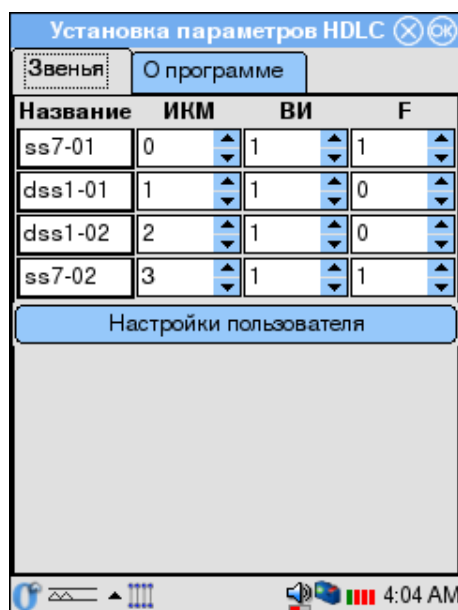 Установка параметров HDLC OK
Звенья О программе
Название ИКМ ВИ F
ss7-01 0 1 1
dss1-01 1 1 0
dss1-02 2 1 0
ss7-02 3 1 1
Настройки пользователя
4:04 AM